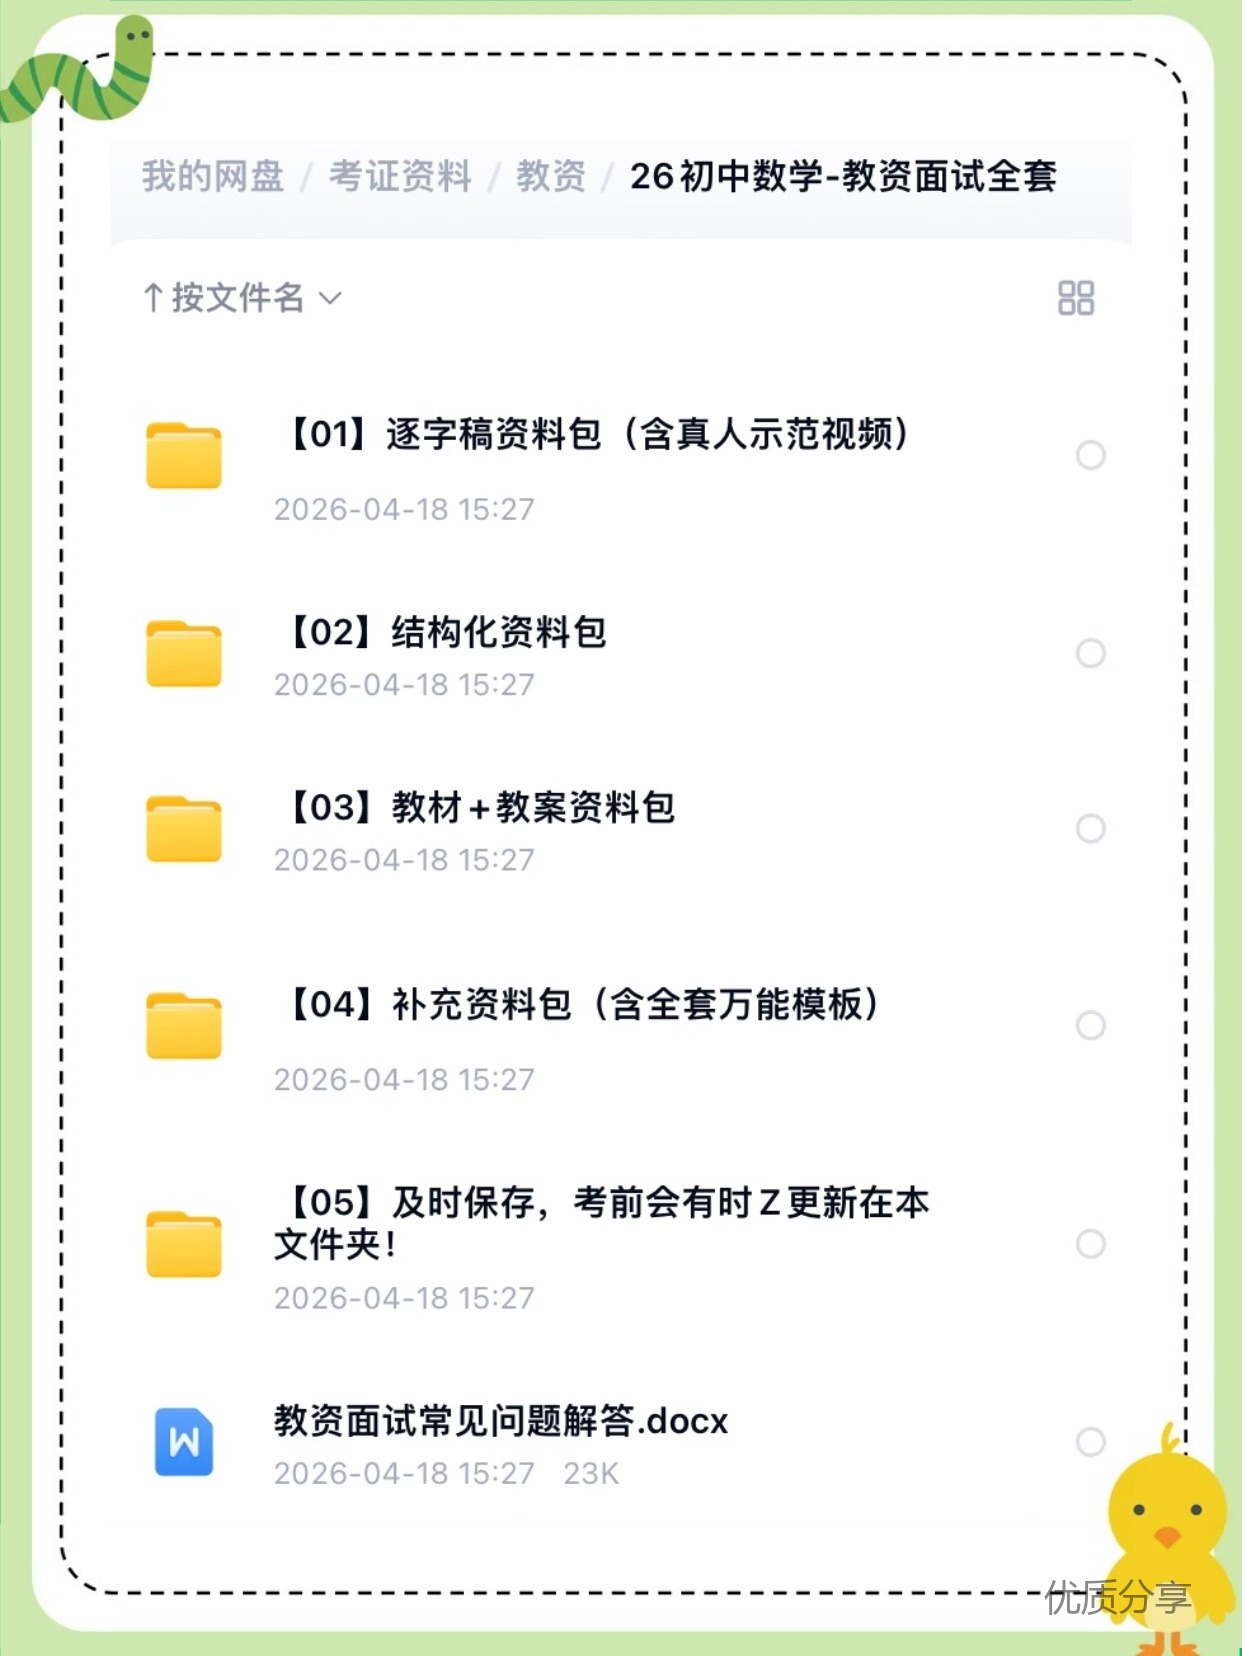 我的网盘 / 考证资料 / 教资 / 26初中数学-教资面试全套
↑按文件名
【01】逐字稿资料包（含真人示范视频）
2026-04-18 15:27
【02】结构化资料包
2026-04-18 15:27
【03】教材+教案资料包
2026-04-18 15:27
【04】补充资料包（含全套万能模板）
2026-04-18 15:27
【05】及时保存，考前会有时Z更新在本
文件夹！
2026-04-18 15:27
教资面试常见问题解答.docx
2026-04-18 15:27 23K
优质分享